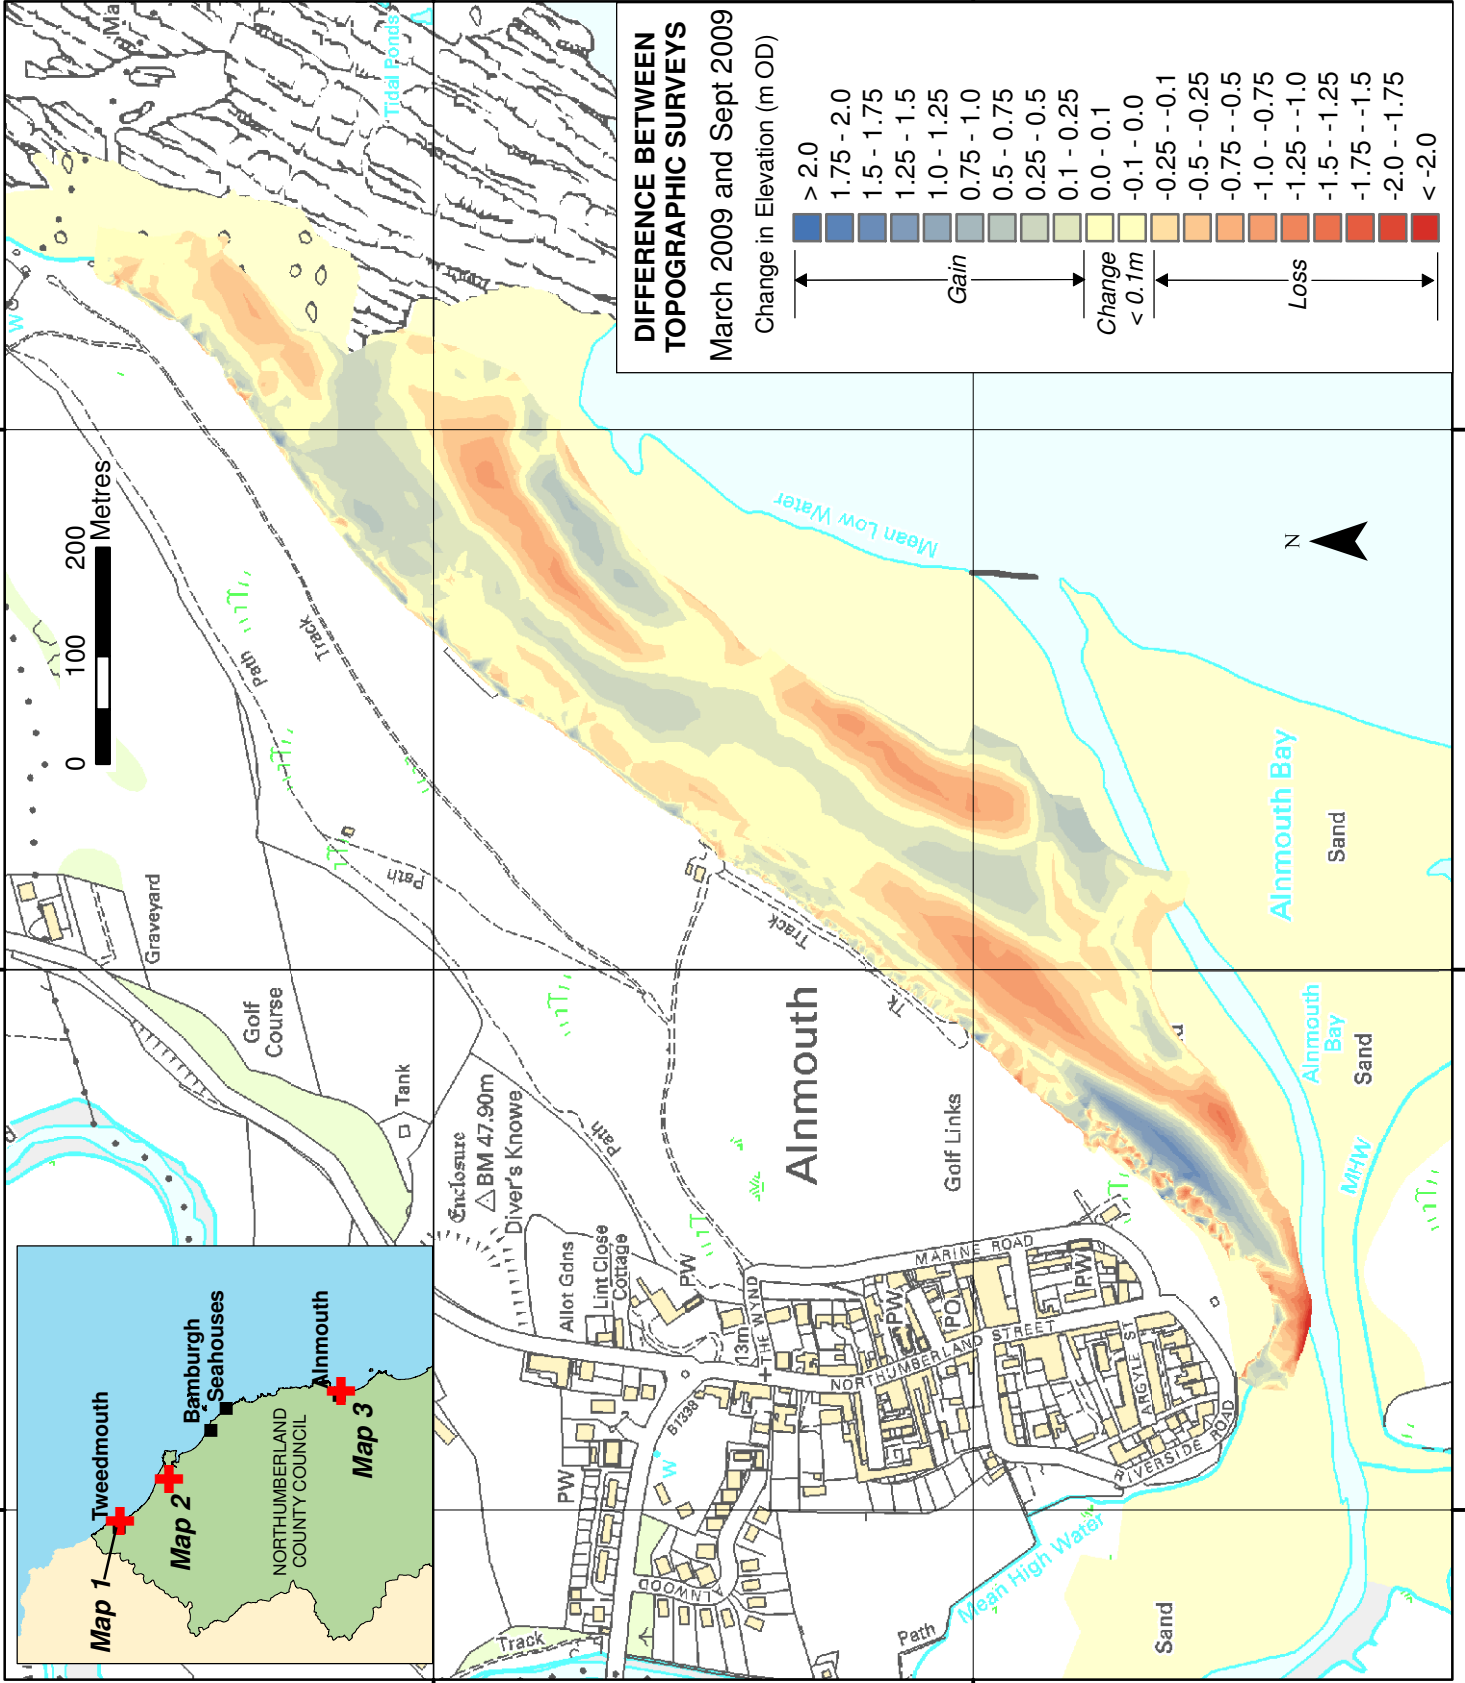 Tweedmouth
Bamburgh
Seahouses
Alnmouth
Map 1
Map 2
Map 3
NORTHUMBERLAND
COUNTY COUNCIL
Graveyard
Golf
Course
Tank
Enclosure
BM 47.90m
Diver's Knowe
Allot Gdns
Lint Close
Cottage
PW
PW
13m
THE WYND
B1338
W
PW
PO
PW
MARINE ROAD
NORTHUMBERLAND STREET
ARGYLE ST
RIVERSIDE ROAD
ALNWOOD
Track
Path
Mean High Water
Sand
Path
Path
Path
Track
Track
Tk
Alnmouth
Golf Links
0 100 200
Metres
W
Ma
Tidal Ponds
Mean Low Water
Alnmouth Bay
Sand
Alnmouth
Bay
Sand
MHW
N
DIFFERENCE BETWEEN
TOPOGRAPHIC SURVEYS
March 2009 and Sept 2009
Change in Elevation (m OD)
> 2.0
1.75 - 2.0
1.5 - 1.75
1.25 - 1.5
1.0 - 1.25
0.75 - 1.0
0.5 - 0.75
0.25 - 0.5
0.1 - 0.25
0.0 - 0.1
-0.1 - 0.0
-0.25 - -0.1
-0.5 - -0.25
-0.75 - -0.5
-1.0 - -0.75
-1.25 - -1.0
-1.5 - -1.25
-1.75 - -1.5
-2.0 - -1.75
< -2.0
Gain
Change
< 0.1m
Loss